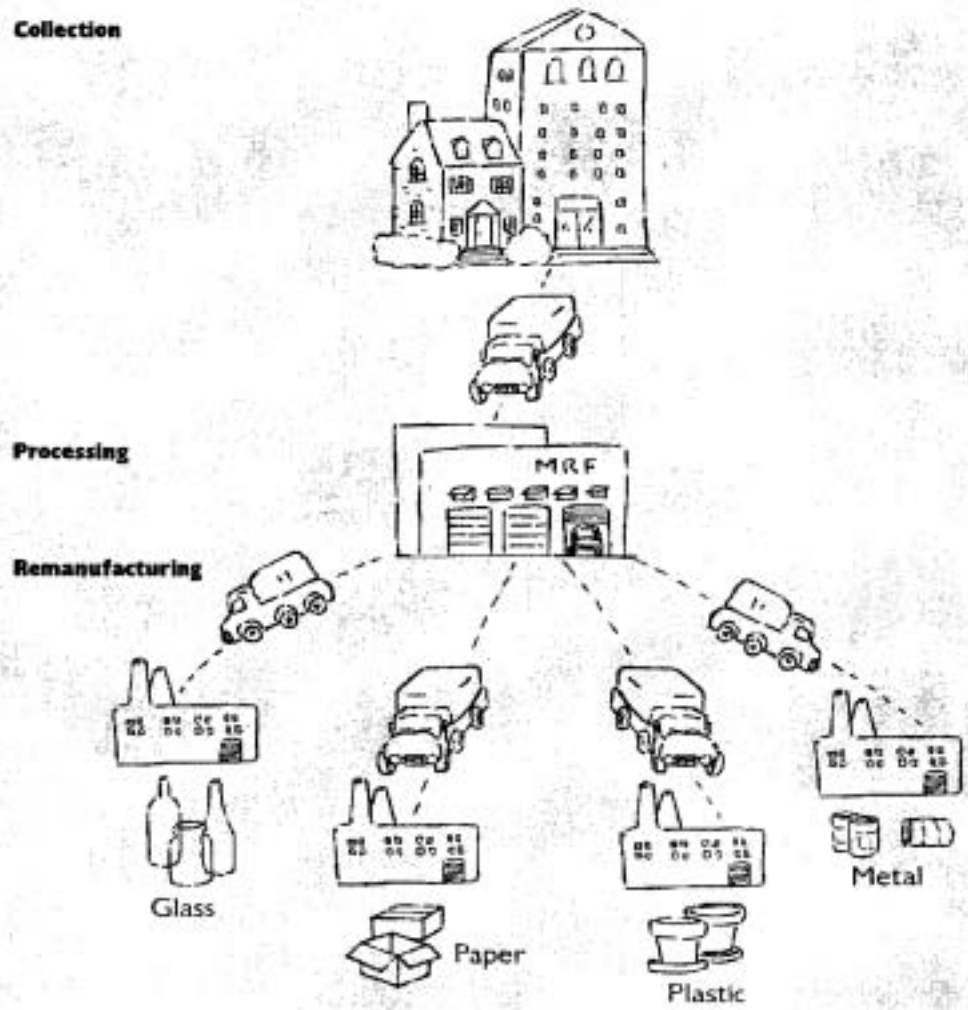 Collection
Processing
MRF
Remanufacturing
Glass
Paper
Plastic
Metal